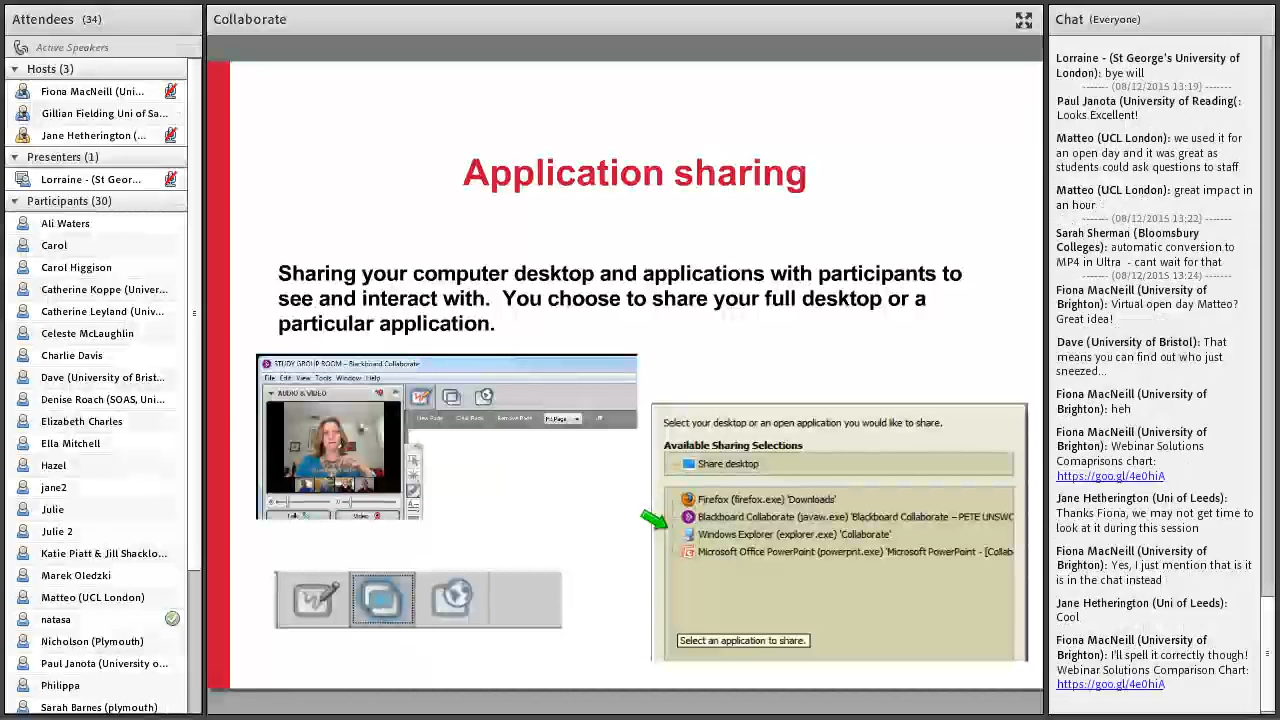 Attendees (34)
Active Speakers
Hosts (3)
Fiona MacNeill (Uni...
Gillian Fielding Uni of Sa...
Jane Hetherington (...
Presenters (1)
Lorraine - (St Geor...
Participants (30)
Ali Waters
Carol
Carol Higgison
Catherine Koppe (Univer...
Catherine Leyland (Univ...
Celeste McLaughlin
Charlie Davis
Dave (University of Brist...
Denise Roach (SOAS, Uni...
Elizabeth Charles
Ella Mitchell
Hazel
jane2
Julie
Julie 2
Katie Piatt & Jill Shacklo...
Marek Oledzki
Matteo (UCL London)
natasa
Nicholson (Plymouth)
Paul Janota (University o...
Philippa
Sarah Barnes (plymouth)
Collaborate
Application sharing
Sharing your computer desktop and applications with participants to
see and interact with. You choose to share your full desktop or a
particular application.
STUDY GROUP ROOM – Blackboard Collaborate
File Edit View Tools Window Help
AUDIO & VIDEO
Fit Page
Talk
Video
Select your desktop or an open application you would like to share.
Available Sharing Selections
Share desktop
Firefox (firefox.exe) 'Downloads'
Blackboard Collaborate (javaw.exe) 'Blackboard Collaborate – PETE UNSWC
Windows Explorer (explorer.exe) 'Collaborate'
Microsoft Office PowerPoint (powerpnt.exe) 'Microsoft PowerPoint - [Collab
Select an application to share.
Chat (Everyone)
Lorraine - (St George's University of
London): bye will
------- (08/12/2015 13:19) -------
Paul Janota (University of Reading(:
Looks Excellent!
Matteo (UCL London): we used it for
an open day and it was great as
students could ask questions to staff
Matteo (UCL London): great impact in
an hour
------- (08/12/2015 13:22) -------
Sarah Sherman (Bloomsbury
Colleges): automatic conversion to
MP4 in Ultra - cant wait for that
------- (08/12/2015 13:24) -------
Fiona MacNeill (University of
Brighton): Virtual open day Matteo?
Great idea!
Dave (University of Bristol): That
means you can find out who just
sneezed...
Fiona MacNeill (University of
Brighton): heh
Fiona MacNeill (University of
Brighton): Webinar Solutions
Comaprisons chart:
https://goo.gl/4e0hiA
Jane Hetherington (Uni of Leeds):
Thanks Fiona, we may not get time to
look at it during this session
Fiona MacNeill (University of
Brighton): Yes, I just mention that is it
is in the chat instead
Jane Hetherington (Uni of Leeds):
Cool
Fiona MacNeill (University of
Brighton): I'll spell it correctly though!
Webinar Solutions Comparison Chart:
https://goo.gl/4e0hiA